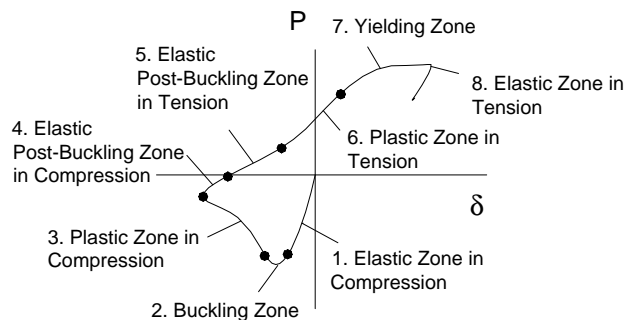 P
7. Yielding Zone
5. Elastic
Post-Buckling Zone
in Tension
8. Elastic Zone in
Tension
4. Elastic
Post-Buckling Zone
in Compression
6. Plastic Zone in
Tension
δ
3. Plastic Zone in
Compression
1. Elastic Zone in
Compression
2. Buckling Zone